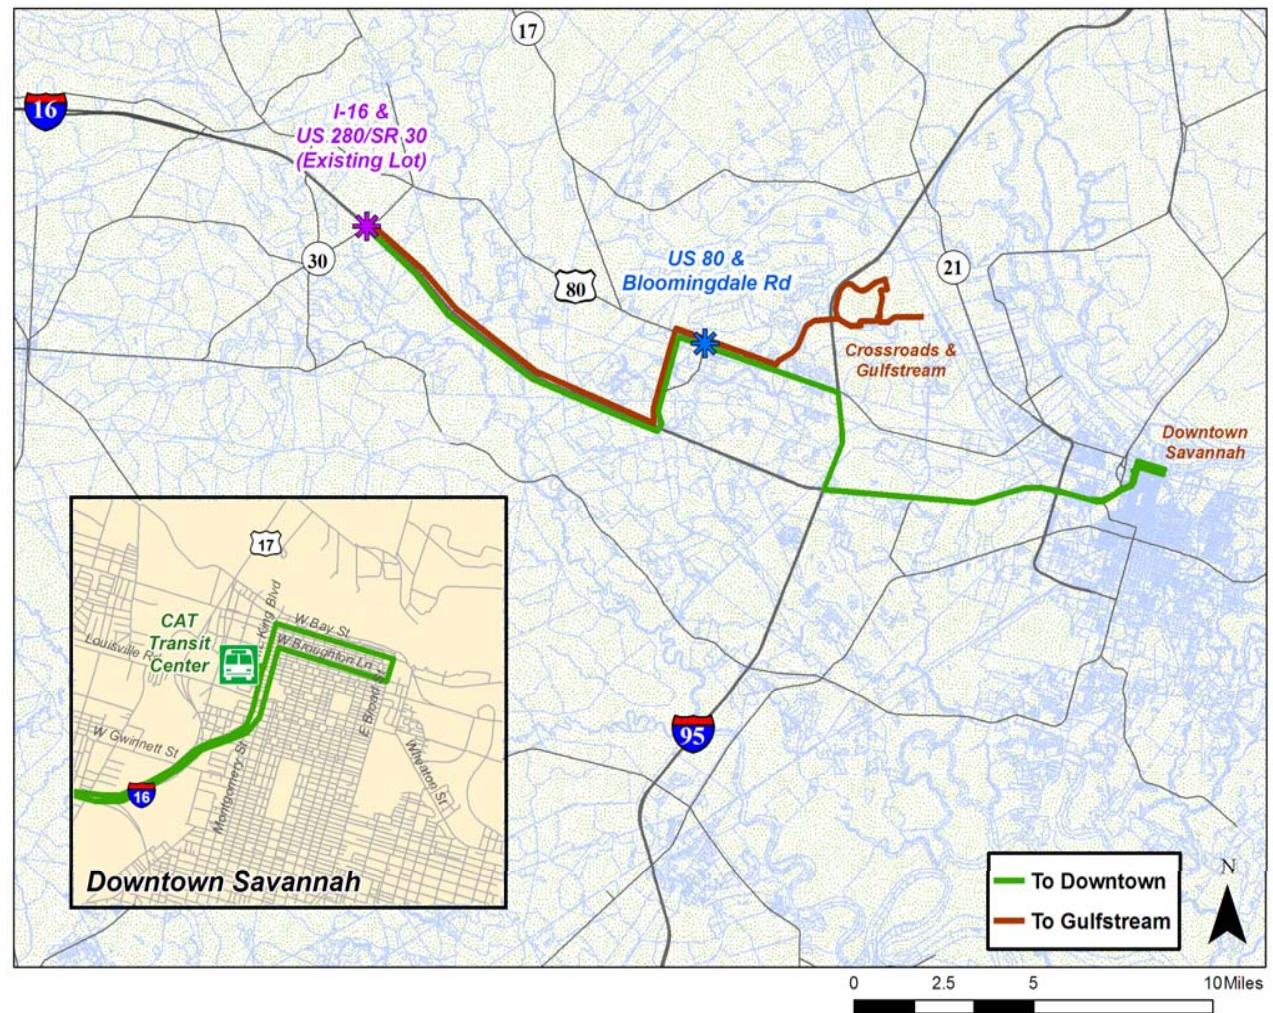 17
16
I-16 &
US 280/SR 30
(Existing Lot)
30
80
US 80 &
Bloomingdale Rd
21
Crossroads &
Gulfstream
Downtown
Savannah
95
17
CAT
Transit
Center
King Blvd
W Bay St
W Broughton Ln
Louisville R
E Broad St
W Gwinnett St
Montgomery St
Wheaton St
16
Downtown Savannah
To Downtown
To Gulfstream
N
0 2.5 5 10 Miles